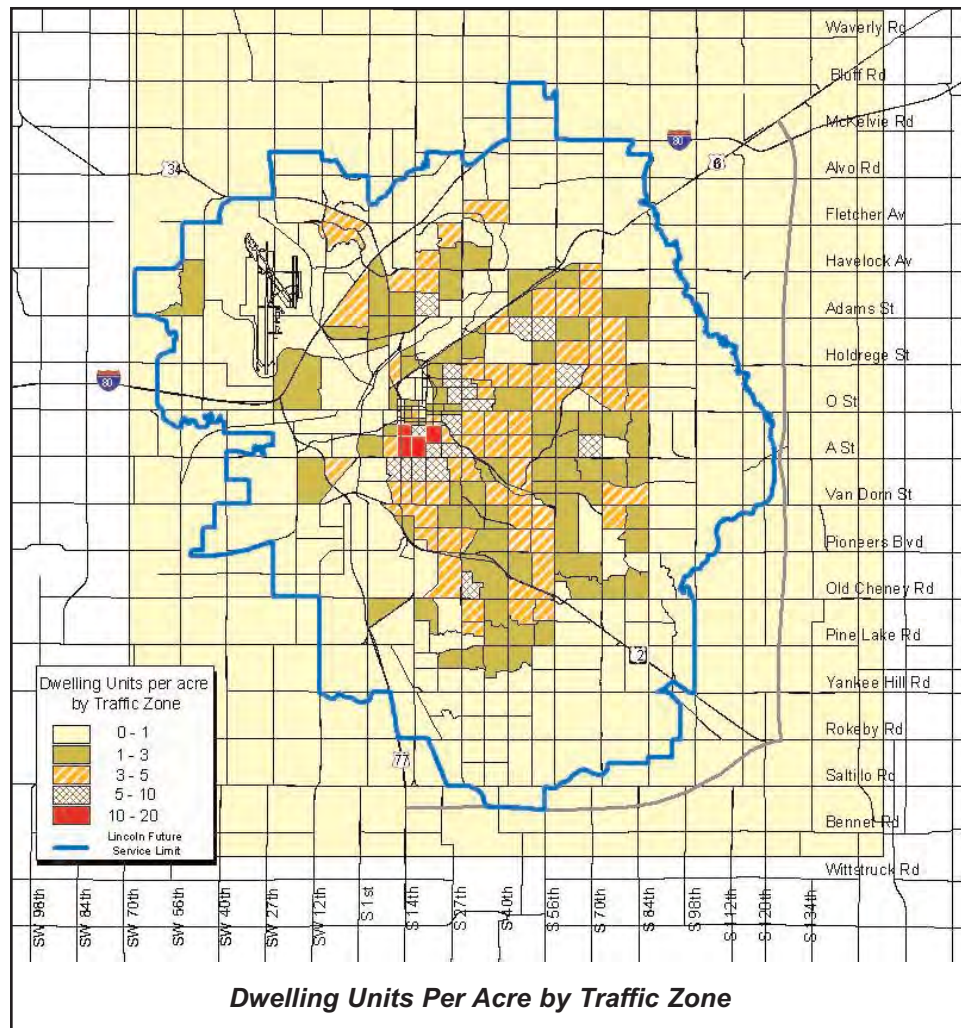 Waverly Rd
Bluff Rd
McKelvie Rd
80
6
34
Alvo Rd
Fletcher Av
Havelock Av
Adams St
Holdrege St
80
O St
A St
Van Dorn St
Pioneers Blvd
Old Cheney Rd
Pine Lake Rd
2
Yankee Hill Rd
Rokeby Rd
77
Saltillo Rd
Bennet Rd
Wittstruck Rd
Dwelling Units per acre
by Traffic Zone
0 - 1
1 - 3
3 - 5
5 - 10
10 - 20
Lincoln Future
Service Limit
SW 98th
SW 84th
SW 70th
SW 56th
SW 40th
SW 27th
SW 12th
S 1st
S 14th
S 27th
S 40th
S 56th
S 70th
S 84th
S 98th
S 112th
S 120th
S 134th
Dwelling Units Per Acre by Traffic Zone